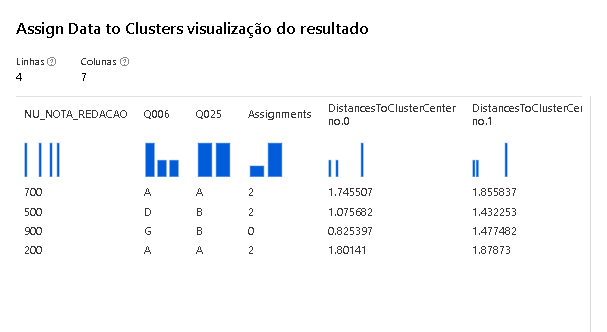 Assign Data to Clusters visualização do resultado
Linhas Colunas
4 7
NU_NOTA_REDACAO Q006 Q025 Assignments DistancesToClusterCenter no.0 DistancesToClusterCen no.1
700 A A 2 1.745507 1.855837
500 D B 2 1.075682 1.432253
900 G B 0 0.825397 1.477482
200 A A 2 1.80141 1.87873